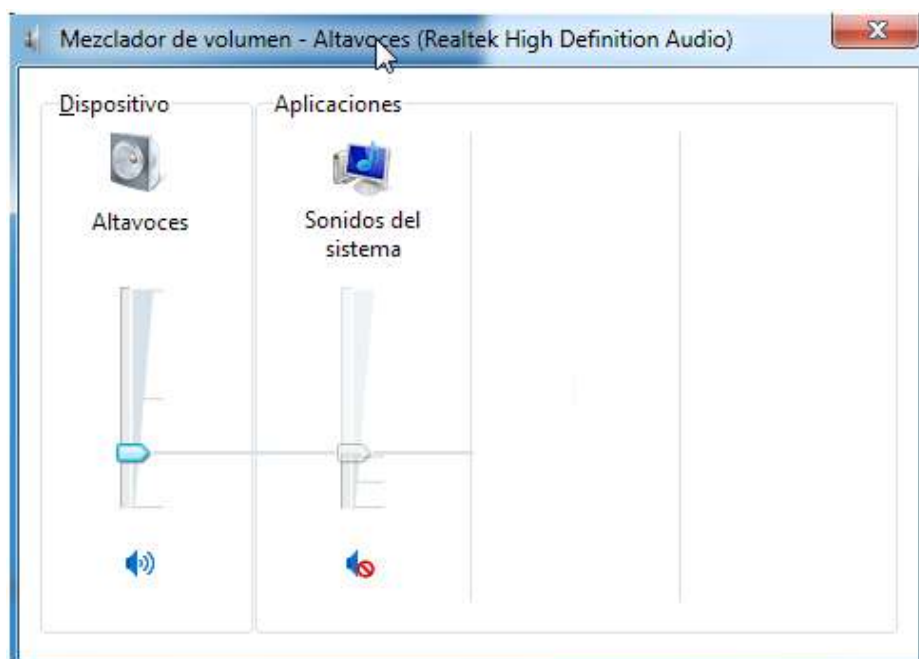 Mezclador de volumen - Altavoces (Realtek High Definition Audio)
Dispositivo
Aplicaciones
Altavoces
Sonidos del
sistema